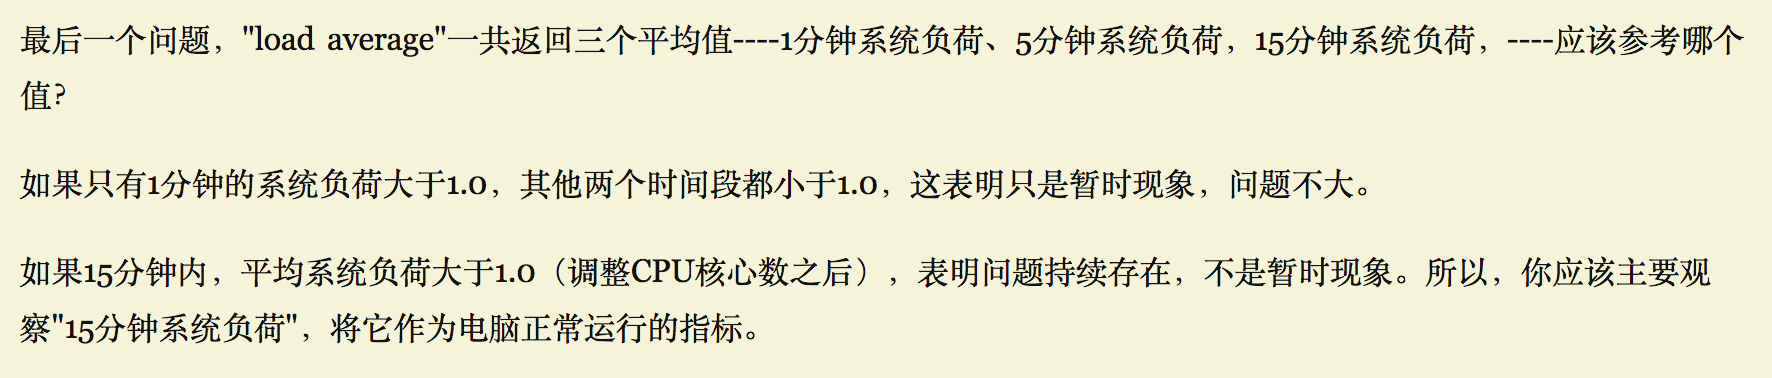 最后一个问题，"load average"一共返回三个平均值----1分钟系统负荷、5分钟系统负荷，15分钟系统负荷，----应该参考哪个
值？
如果只有1分钟的系统负荷大于1.0，其他两个时间段都小于1.0，这表明只是暂时现象，问题不大。
如果15分钟内，平均系统负荷大于1.0（调整CPU核心数之后），表明问题持续存在，不是暂时现象。所以，你应该主要观
察"15分钟系统负荷"，将它作为电脑正常运行的指标。